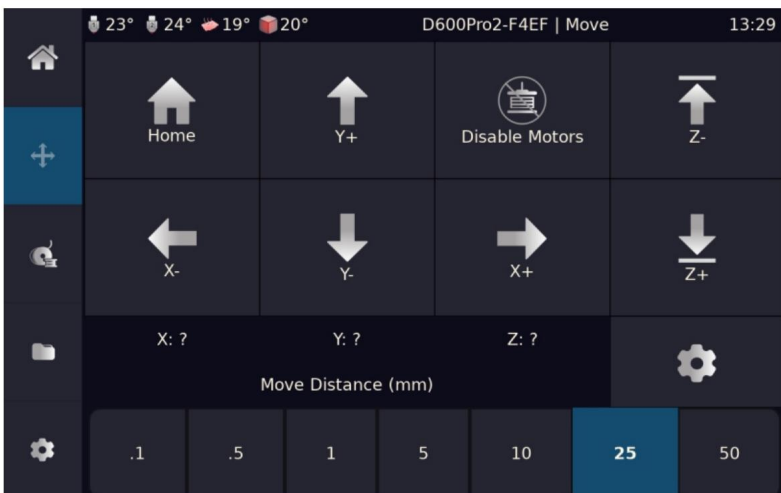 23° 24° 19° 20° D600Pro2-F4EF | Move 13:29
Home Y+ Disable Motors Z-
X- Y- X+ Z+
X: ? Y: ? Z: ?
Move Distance (mm)
.1 .5 1 5 10 25 50